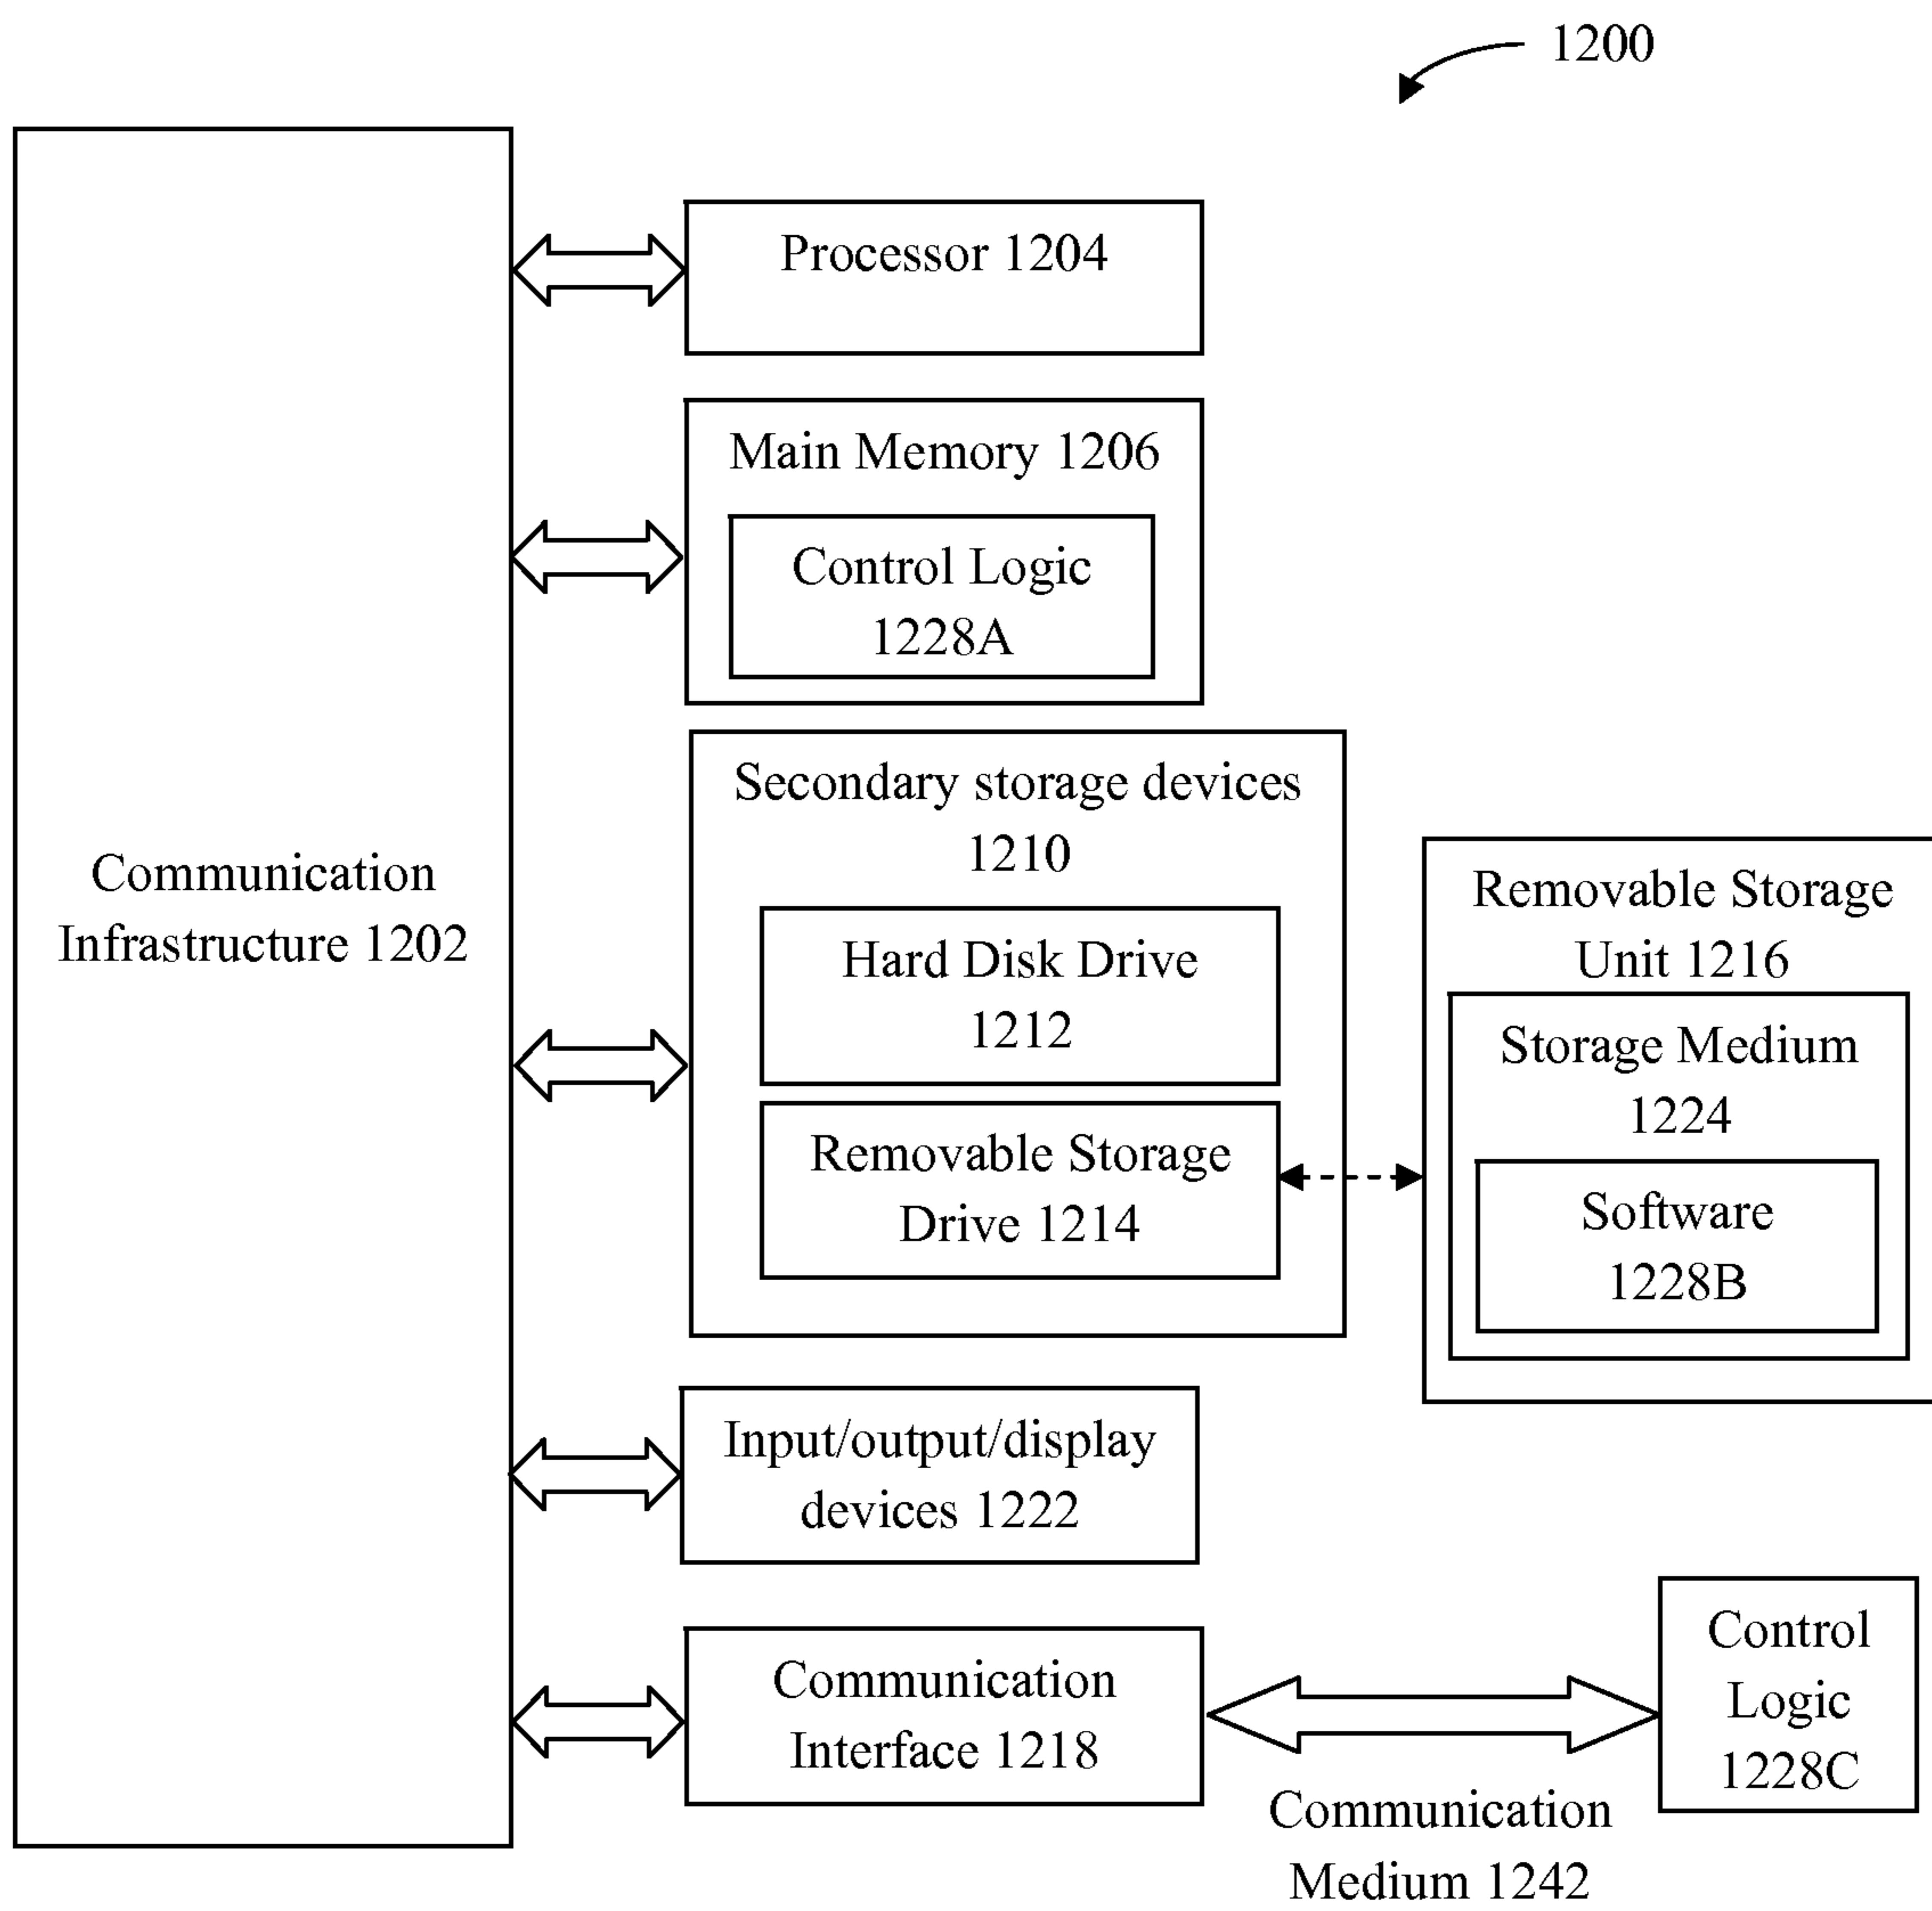 1200
Processor 1204
Main Memory 1206
Control Logic
1228A
Communication
Infrastructure 1202
Secondary storage devices
1210
Hard Disk Drive
1212
Removable Storage
Drive 1214
Removable Storage
Unit 1216
Storage Medium
1224
Software
1228B
Input/output/display
devices 1222
Communication
Interface 1218
Communication
Medium 1242
Control
Logic
1228C